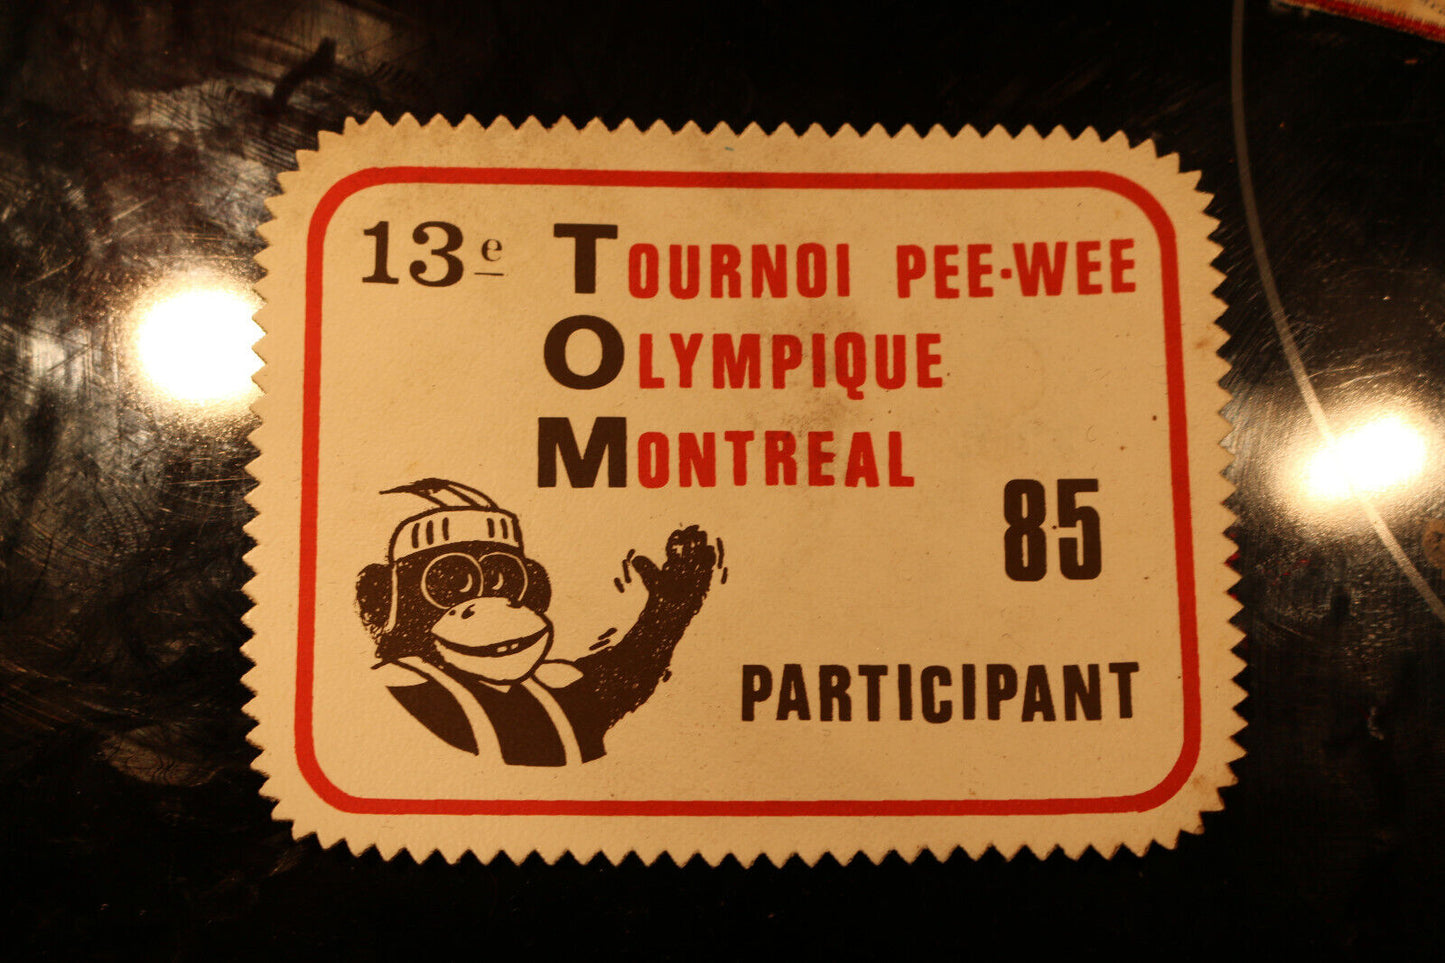 13e TOURNOI PEE-WEE
OLYMPIQUE
MONTREAL
85
PARTICIPANT